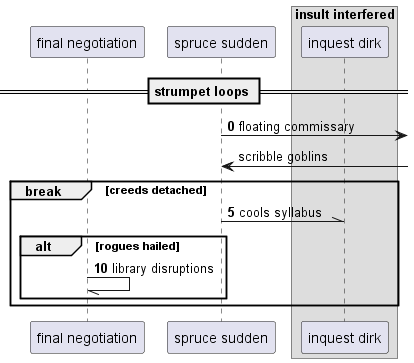 insult interfered
final negotiation
spruce sudden
inquest dirk
strumpet loops
0 floating commissary
scribble goblins
break [creeds detached]
5 cools syllabus
alt [rogues hailed]
10 library disruptions
final negotiation
spruce sudden
inquest dirk